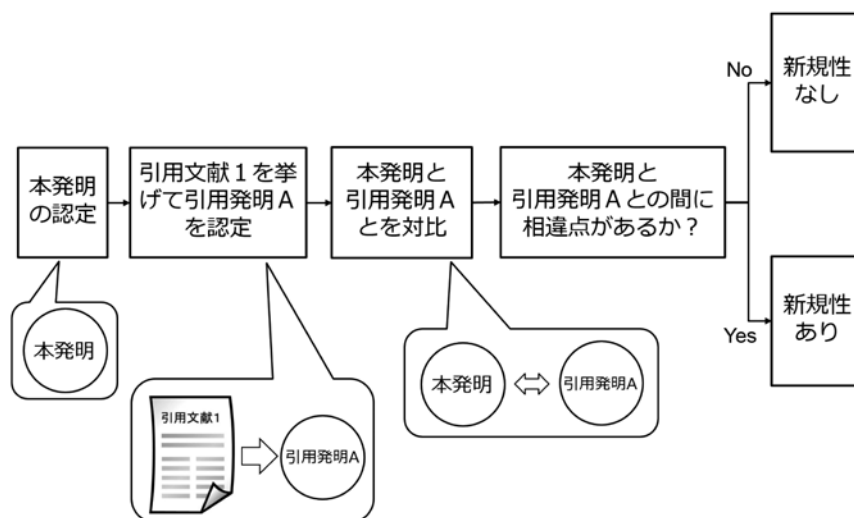 本発明
の認定
引用文献１を挙
げて引用発明Ａ
を認定
本発明と
引用発明Ａ
とを対比
本発明と
引用発明Ａとの間に
相違点があるか？
No
新規性
なし
Yes
新規性
あり
本発明
引用文献1
引用発明A
本発明
引用発明A